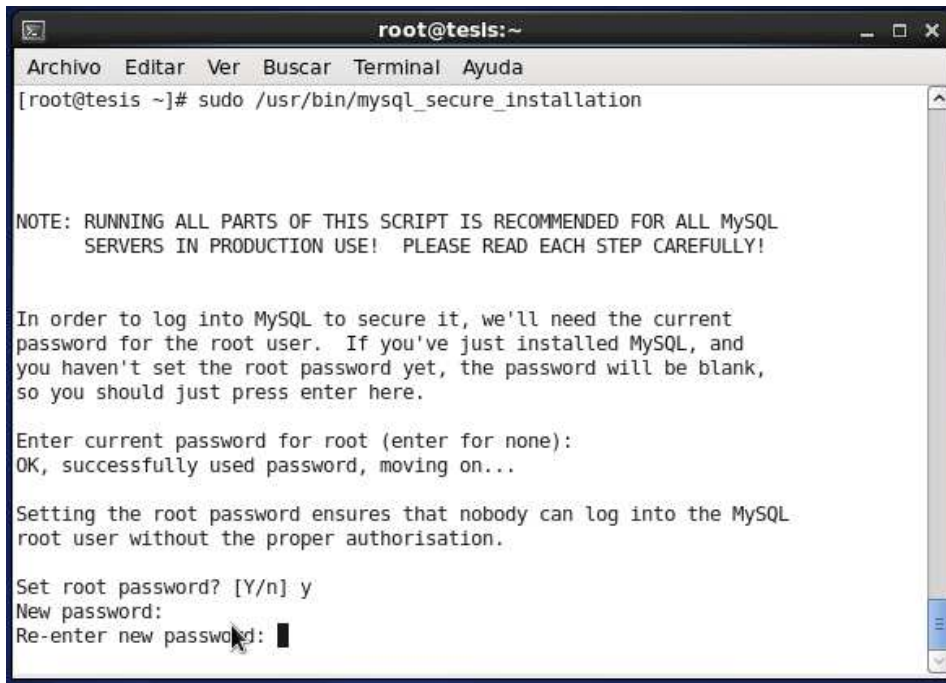 root@tesis:~
Archivo Editar Ver Buscar Terminal Ayuda
[root@tesis ~]# sudo /usr/bin/mysql_secure_installation
NOTE: RUNNING ALL PARTS OF THIS SCRIPT IS RECOMMENDED FOR ALL MySQL
SERVERS IN PRODUCTION USE!  PLEASE READ EACH STEP CAREFULLY!
In order to log into MySQL to secure it, we'll need the current
password for the root user.  If you've just installed MySQL, and
you haven't set the root password yet, the password will be blank,
so you should just press enter here.
Enter current password for root (enter for none):
OK, successfully used password, moving on...
Setting the root password ensures that nobody can log into the MySQL
root user without the proper authorisation.
Set root password? [Y/n] y
New password:
Re-enter new password: